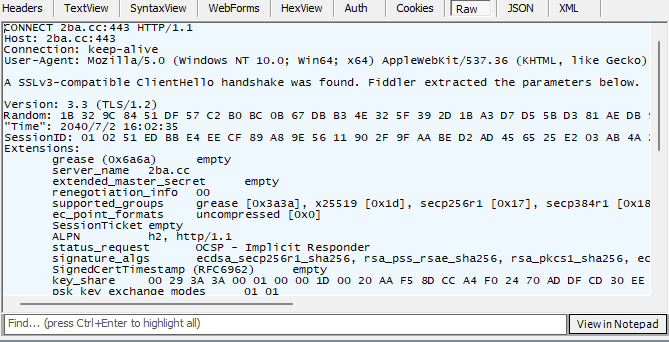 Headers TextView SyntaxView WebForms HexView Auth Cookies Raw JSON XML
CONNECT 2ba.cc:443 HTTP/1.1
Host: 2ba.cc:443
Connection: keep-alive
User-Agent: Mozilla/5.0 (Windows NT 10.0; Win64; x64) AppleWebKit/537.36 (KHTML, like Gecko)
A SSLv3-compatible ClientHello handshake was found. Fiddler extracted the parameters below.
Version: 3.3 (TLS/1.2)
Random: 1B 32 9C 84 51 DF 57 C2 B0 BC 0B 67 DB B3 4E 32 5F 39 2D 1B A3 D7 D5 5B D3 81 AE DB
"Time": 2040/7/2 16:02:35
SessionID: 01 02 51 ED BB E4 EE CF 89 A8 9E 56 11 90 2F 9F AA BE D2 AD 45 65 25 E2 03 AB 4A
Extensions:
grease (0x6a6a) empty
server_name 2ba.cc
extended_master_secret empty
renegotiation_info 00
supported_groups grease [0x3a3a], x25519 [0x1d], secp256r1 [0x17], secp384r1 [0x18
ec_point_formats uncompressed [0x0]
SessionTicket empty
ALPN h2, http/1.1
status_request OCSP - Implicit Responder
signature_algs ecdsa_secp256r1_sha256, rsa_pss_rsae_sha256, rsa_pkcs1_sha256, ec
SignedCertTimestamp (RFC6962) empty
key_share 00 29 3A 3A 00 01 00 00 1D 00 20 AA F5 8D CC A4 F0 24 70 AD DF CD 30 EE
psk_key_exchange_modes 01 01
Find... (press Ctrl+Enter to highlight all) View in Notepad